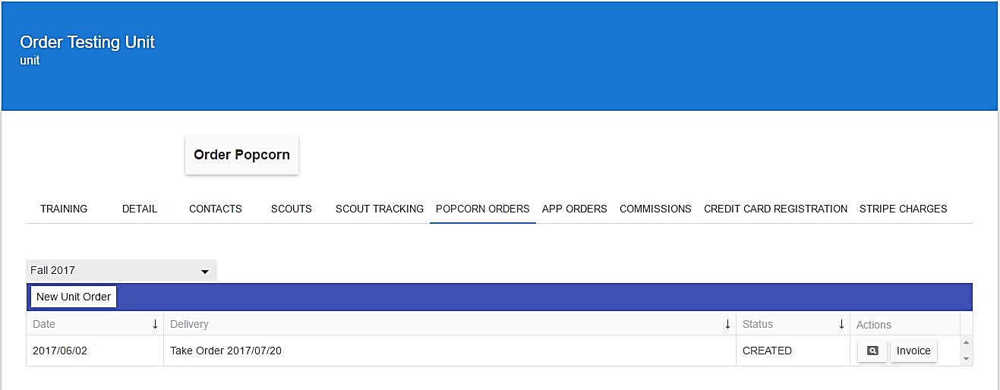 Order Testing Unit
unit
Order Popcorn
TRAINING DETAIL CONTACTS SCOUTS SCOUT TRACKING POPCORN ORDERS APP ORDERS COMMISSIONS CREDIT CARD REGISTRATION STRIPE CHARGES
Fall 2017
New Unit Order
Date Delivery Status Actions
2017/06/02 Take Order 2017/07/20 CREATED Invoice